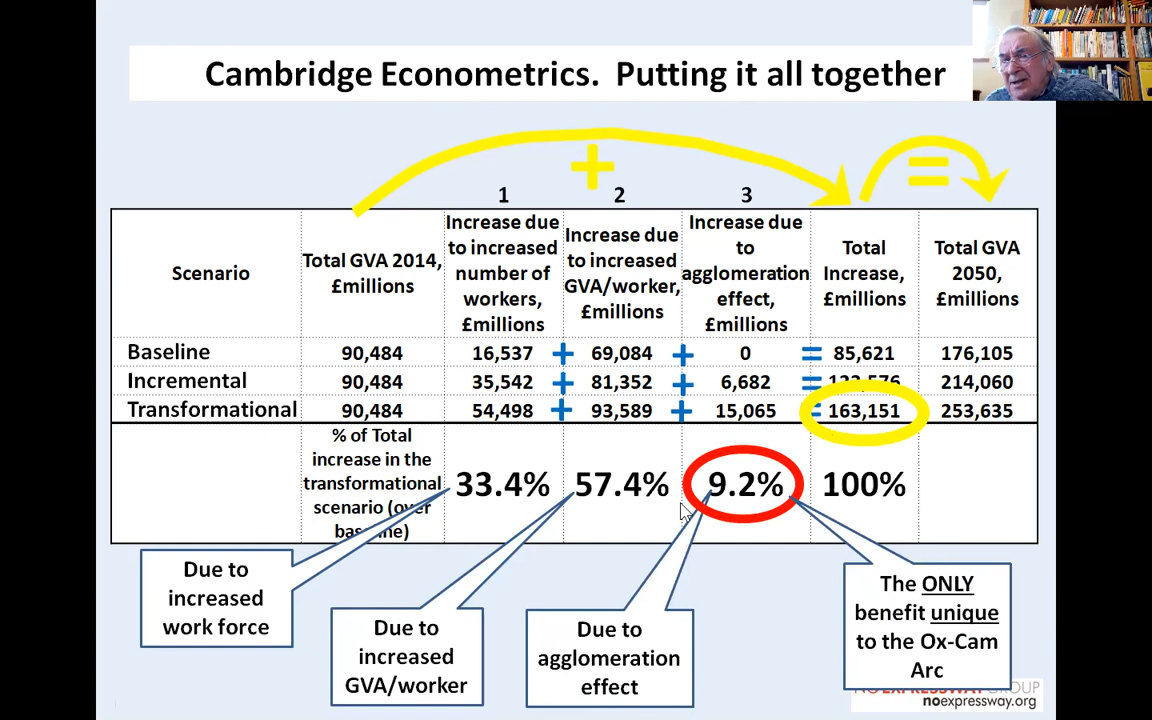 Cambridge Econometrics. Putting it all together
+
=
1 2 3
Scenario
Total GVA 2014,
£millions
Increase due
to increased
number of
workers,
£millions
Increase due
to increased
GVA/worker,
£millions
Increase due
to
agglomeration
effect,
£millions
Total
Increase,
£millions
Total GVA
2050,
£millions
Baseline 90,484 16,537 + 69,084 + 0 = 85,621 176,105
Incremental 90,484 35,542 + 81,352 + 6,682 = 214,060
Transformational 90,484 54,498 + 93,589 + 15,065 = 163,151 253,635
% of Total
increase in the
transformational
scenario (over
33.4% 57.4% 9.2% 100%
Due to
increased
work force
Due to
increased
GVA/worker
Due to
agglomeration
effect
The ONLY
benefit unique
to the Ox-Cam
Arc
NO EXPRESSWAY GROUP
noexpressway.org